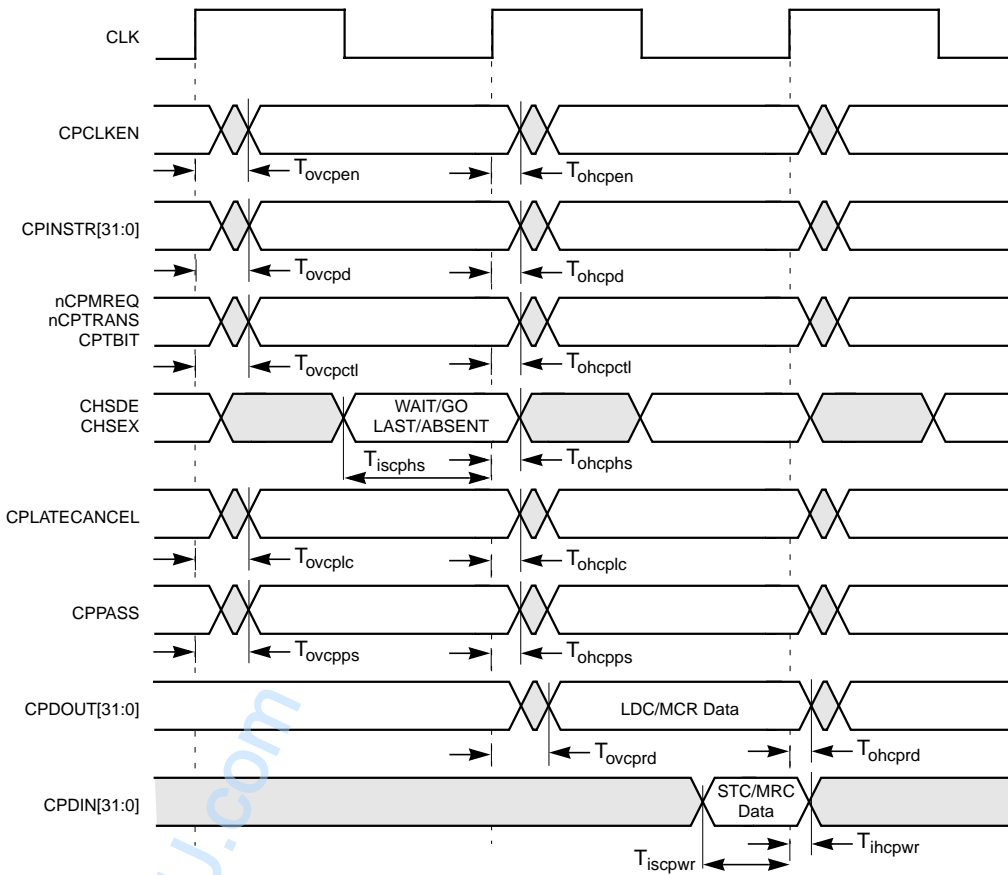 CLK
CPCLKEN
Tovcpen
Tohcpen
CPINSTR[31:0]
Tovcpd
Tohcpd
nCPMREQ
nCPTRANS
CPTBIT
Tovcpctl
Tohcpctl
CHSDE
CHSEX
WAIT/GO
LAST/ABSENT
Tiscphs
Tohcphs
CPLATECANCEL
Tovcplc
Tohcplc
CPPASS
Tovcpps
Tohcpps
CPDOUT[31:0]
LDC/MCR Data
Tovcprd
Tohcprd
CPDIN[31:0]
STC/MRC
Data
Tiscpwr
Tihcpwr
J.com